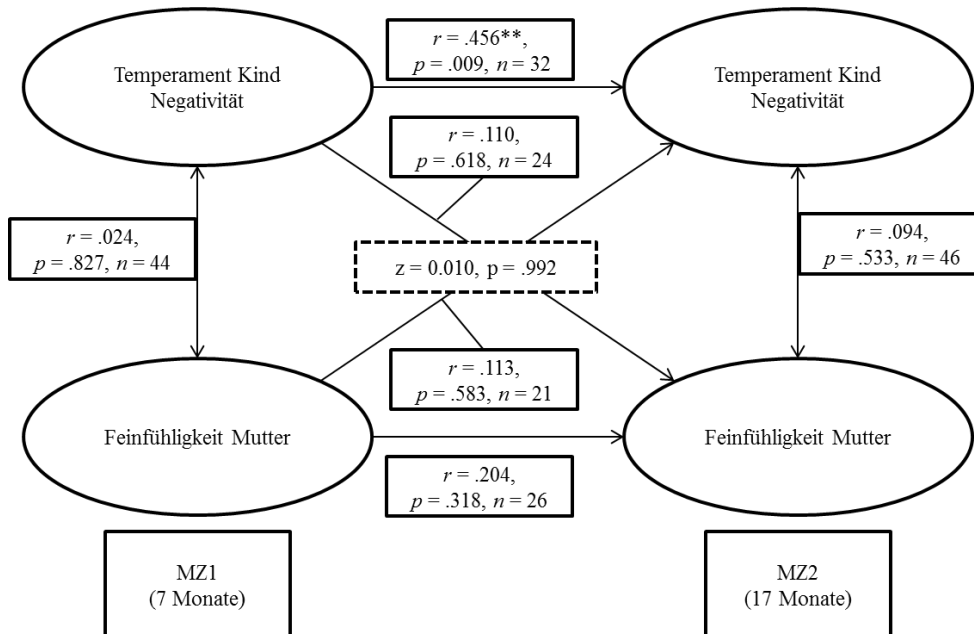 r = .456**,
p = .009, n = 32
Temperament Kind
Negativität
Temperament Kind
Negativität
r = .110,
p = .618, n = 24
r = .024,
p = .827, n = 44
z = 0.010, p = .992
r = .094,
p = .533, n = 46
r = .113,
p = .583, n = 21
Feinfühligkeit Mutter
Feinfühligkeit Mutter
r = .204,
p = .318, n = 26
MZ1
(7 Monate)
MZ2
(17 Monate)